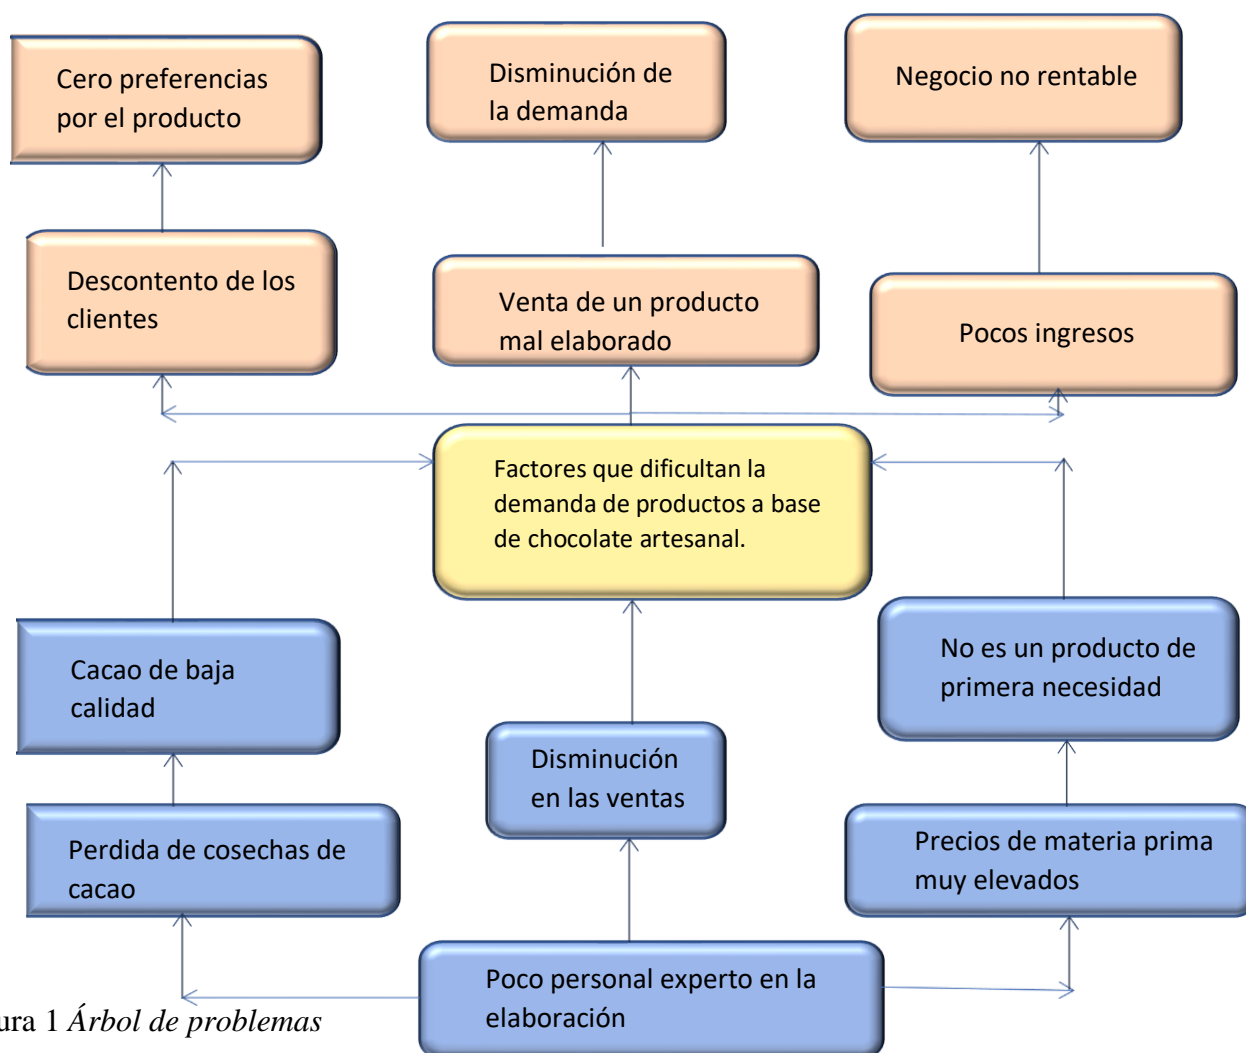 Cero preferencias
por el producto
Disminución de
la demanda
Negocio no rentable
Descontento de los
clientes
Venta de un producto
mal elaborado
Pocos ingresos
Factores que dificultan la
demanda de productos a base
de chocolate artesanal.
Cacao de baja
calidad
Disminución
en las ventas
No es un producto de
primera necesidad
Perdida de cosechas de
cacao
Precios de materia prima
muy elevados
Poco personal experto en la
elaboración
ura 1 Árbol de problemas